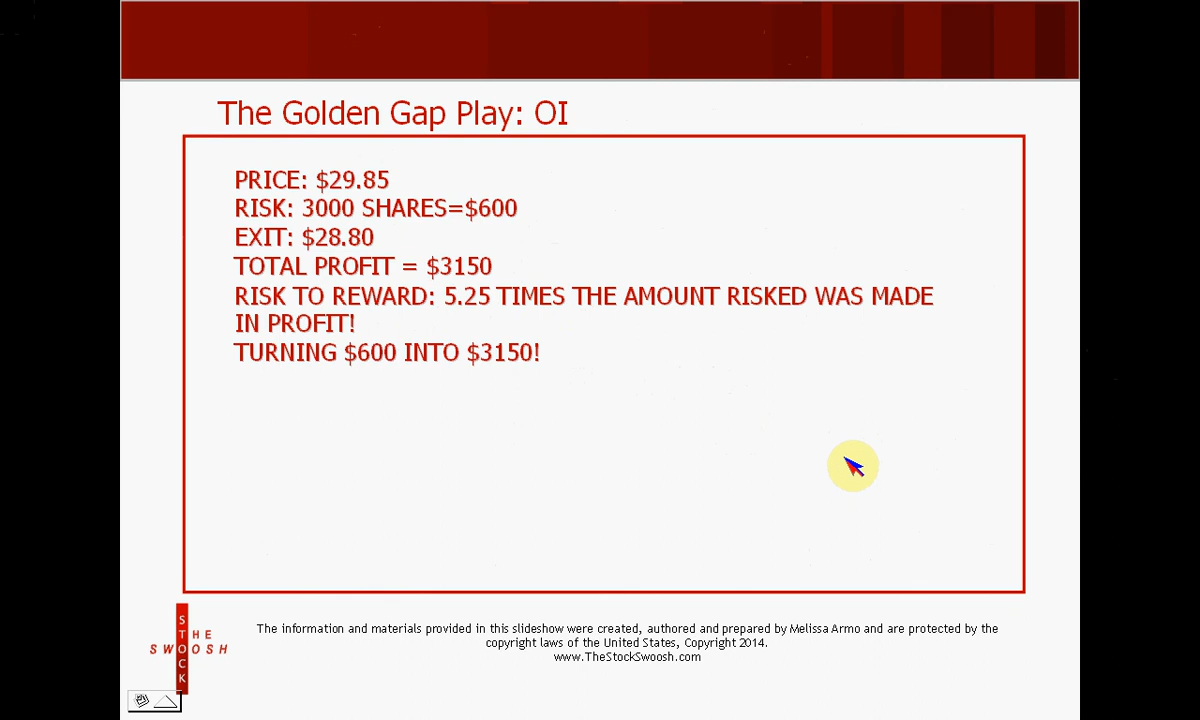 The Golden Gap Play: OI
PRICE: $29.85
RISK: 3000 SHARES=$600
EXIT: $28.80
TOTAL PROFIT = $3150
RISK TO REWARD: 5.25 TIMES THE AMOUNT RISKED WAS MADE
IN PROFIT!
TURNING $600 INTO $3150!
THE
STOCK
SWOOSH
The information and materials provided in this slideshow were created, authored and prepared by Melissa Armo and are protected by the
copyright laws of the United States, Copyright 2014.
www.TheStockSwoosh.com